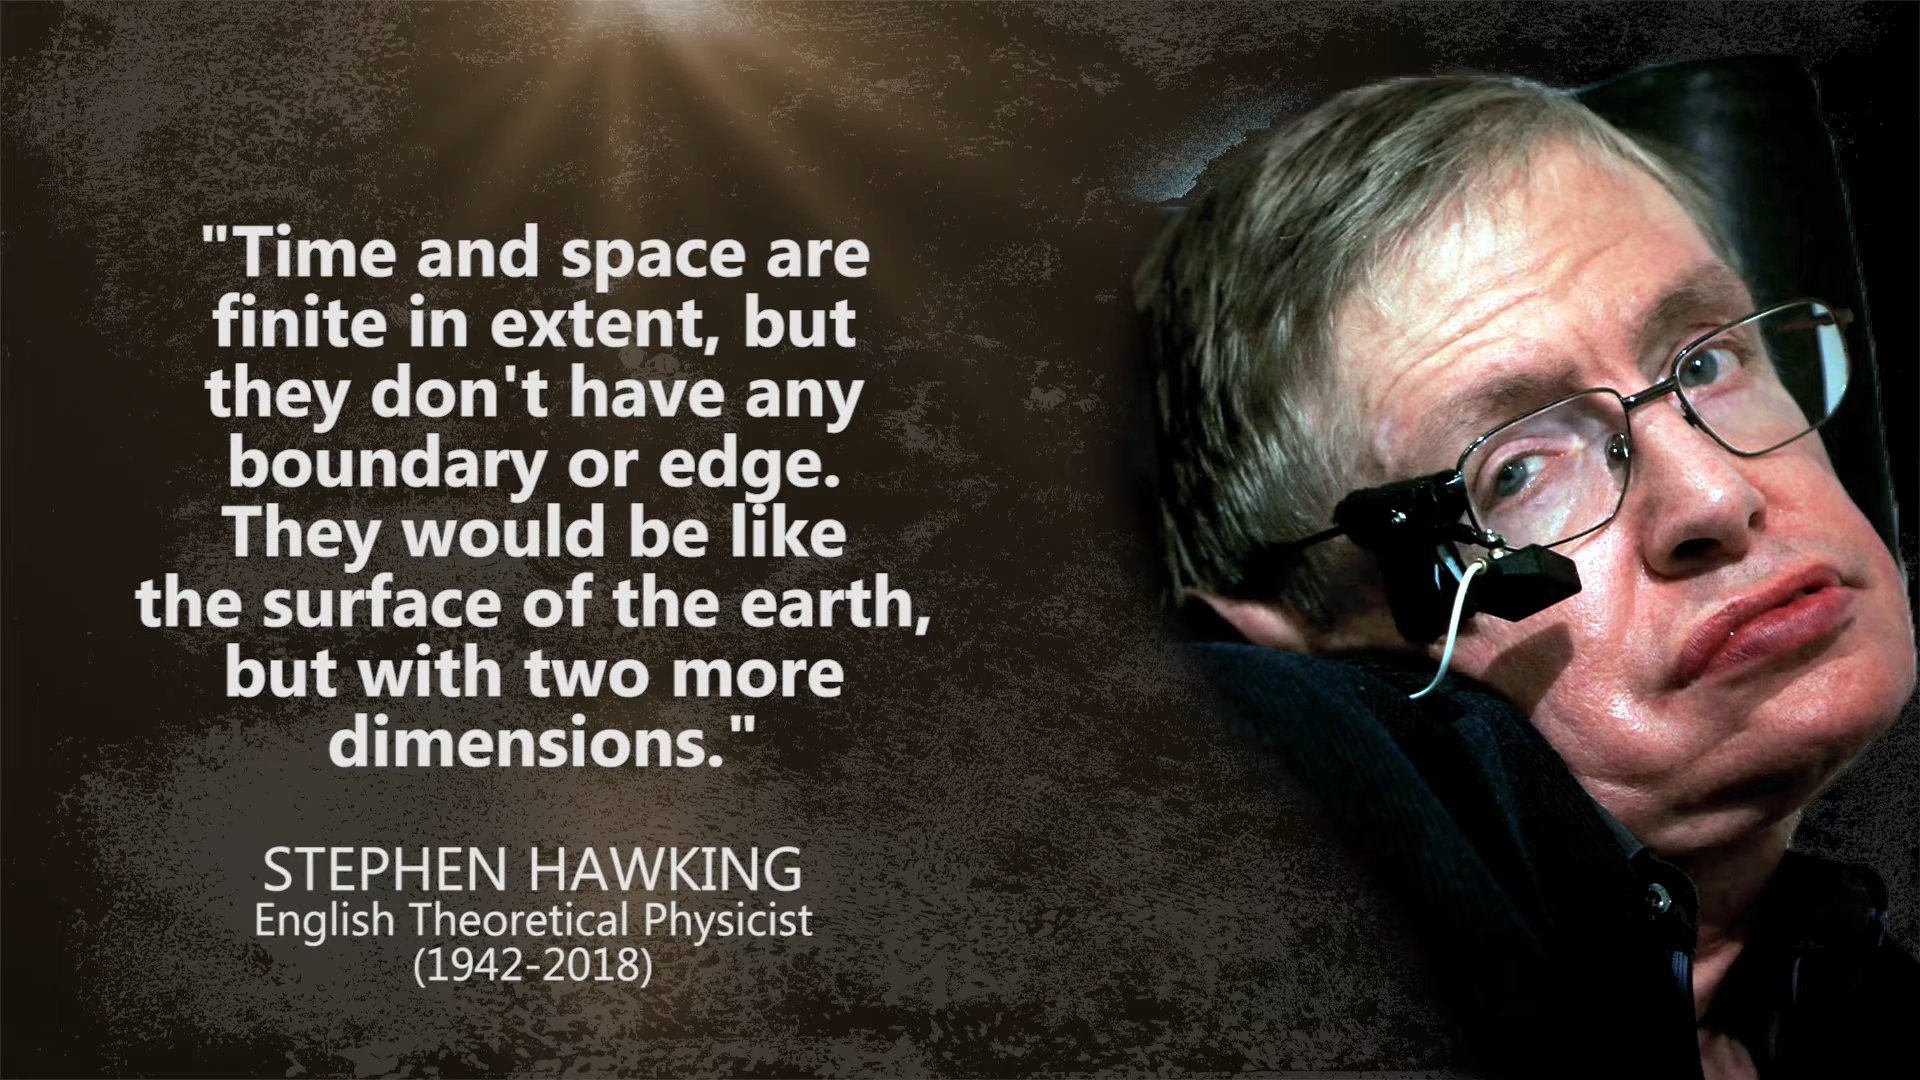 "Time and space are
finite in extent, but
they don't have any
boundary or edge.
They would be like
the surface of the earth,
but with two more
dimensions."
STEPHEN HAWKING
English Theoretical Physicist
(1942-2018)